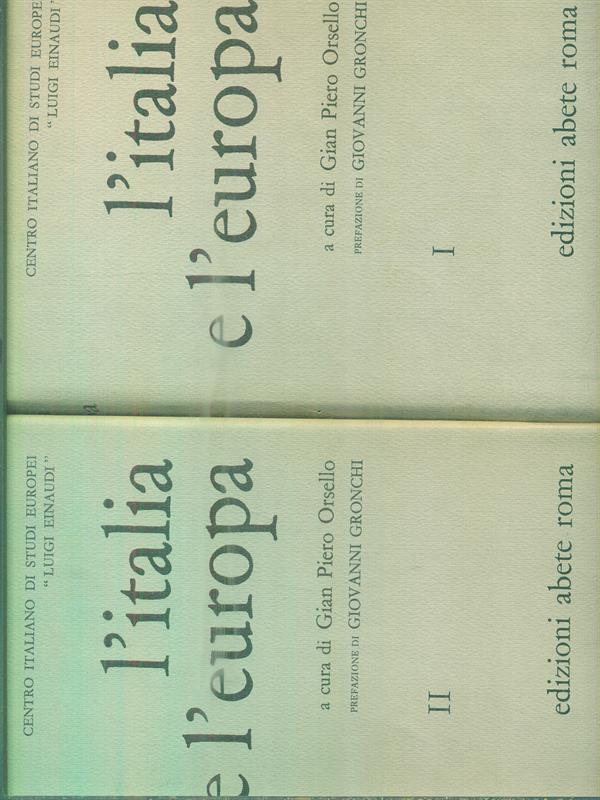 CENTRO ITALIANO DI STUDI EUROPEI
“ LUIGI EINAUDI ”
l’italia
e l’europa
a cura di Gian Piero Orsello
PREFAZIONE DI GIOVANNI GRONCHI
I
edizioni abete roma
CENTRO ITALIANO DI STUDI EUROPEI
“ LUIGI EINAUDI ”
l’italia
e l’europa
a cura di Gian Piero Orsello
PREFAZIONE DI GIOVANNI GRONCHI
II
edizioni abete roma